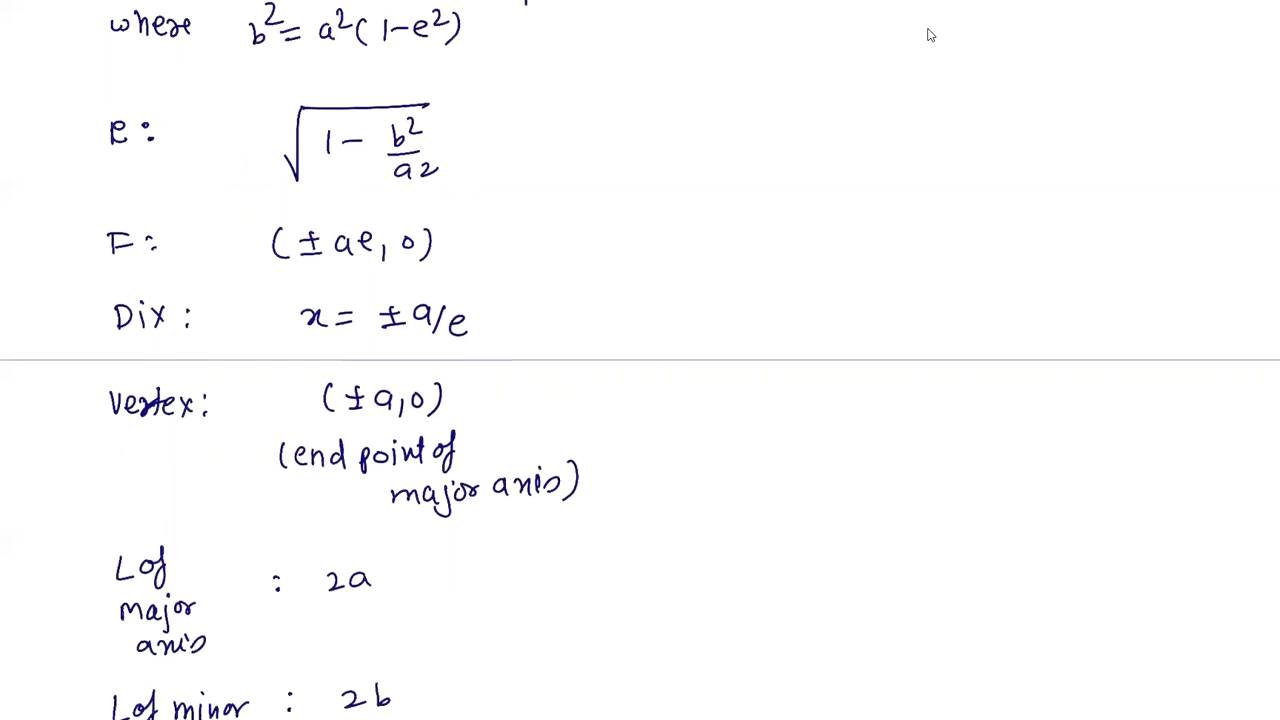 where b² = a²(1-e²)
e: √(1 - b²/a²)
F: (±ae, 0)
Dix: x = ±a/e
Vertex: (±a, 0)
(end point of
major axis)
L of
major : 2a
axis
L of minor : 2b